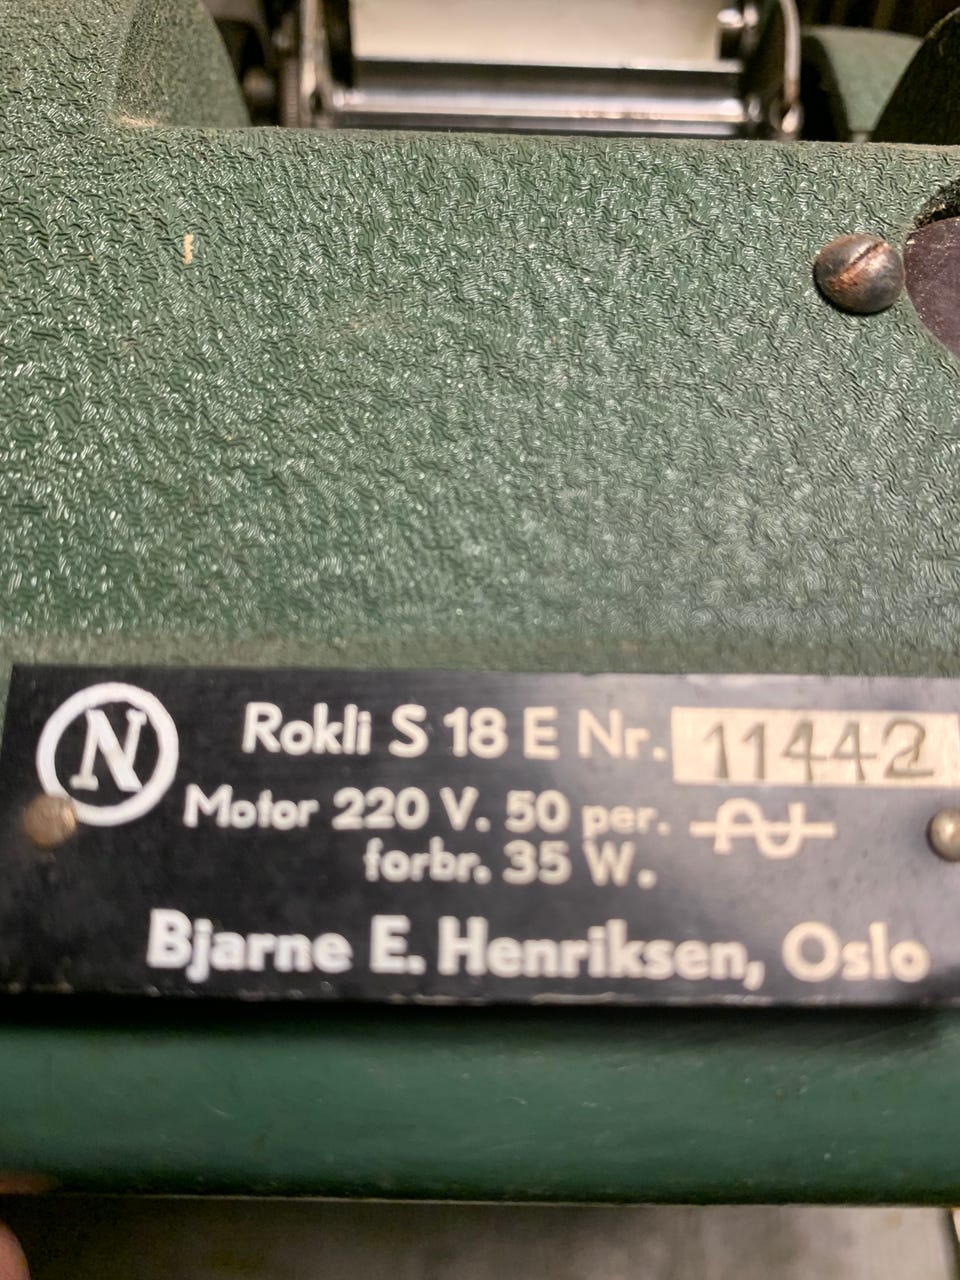 N
Rokli S 18 E Nr. 11442
Motor 220 V. 50 per.
forbr. 35 W.
Bjarne E. Henriksen, Oslo